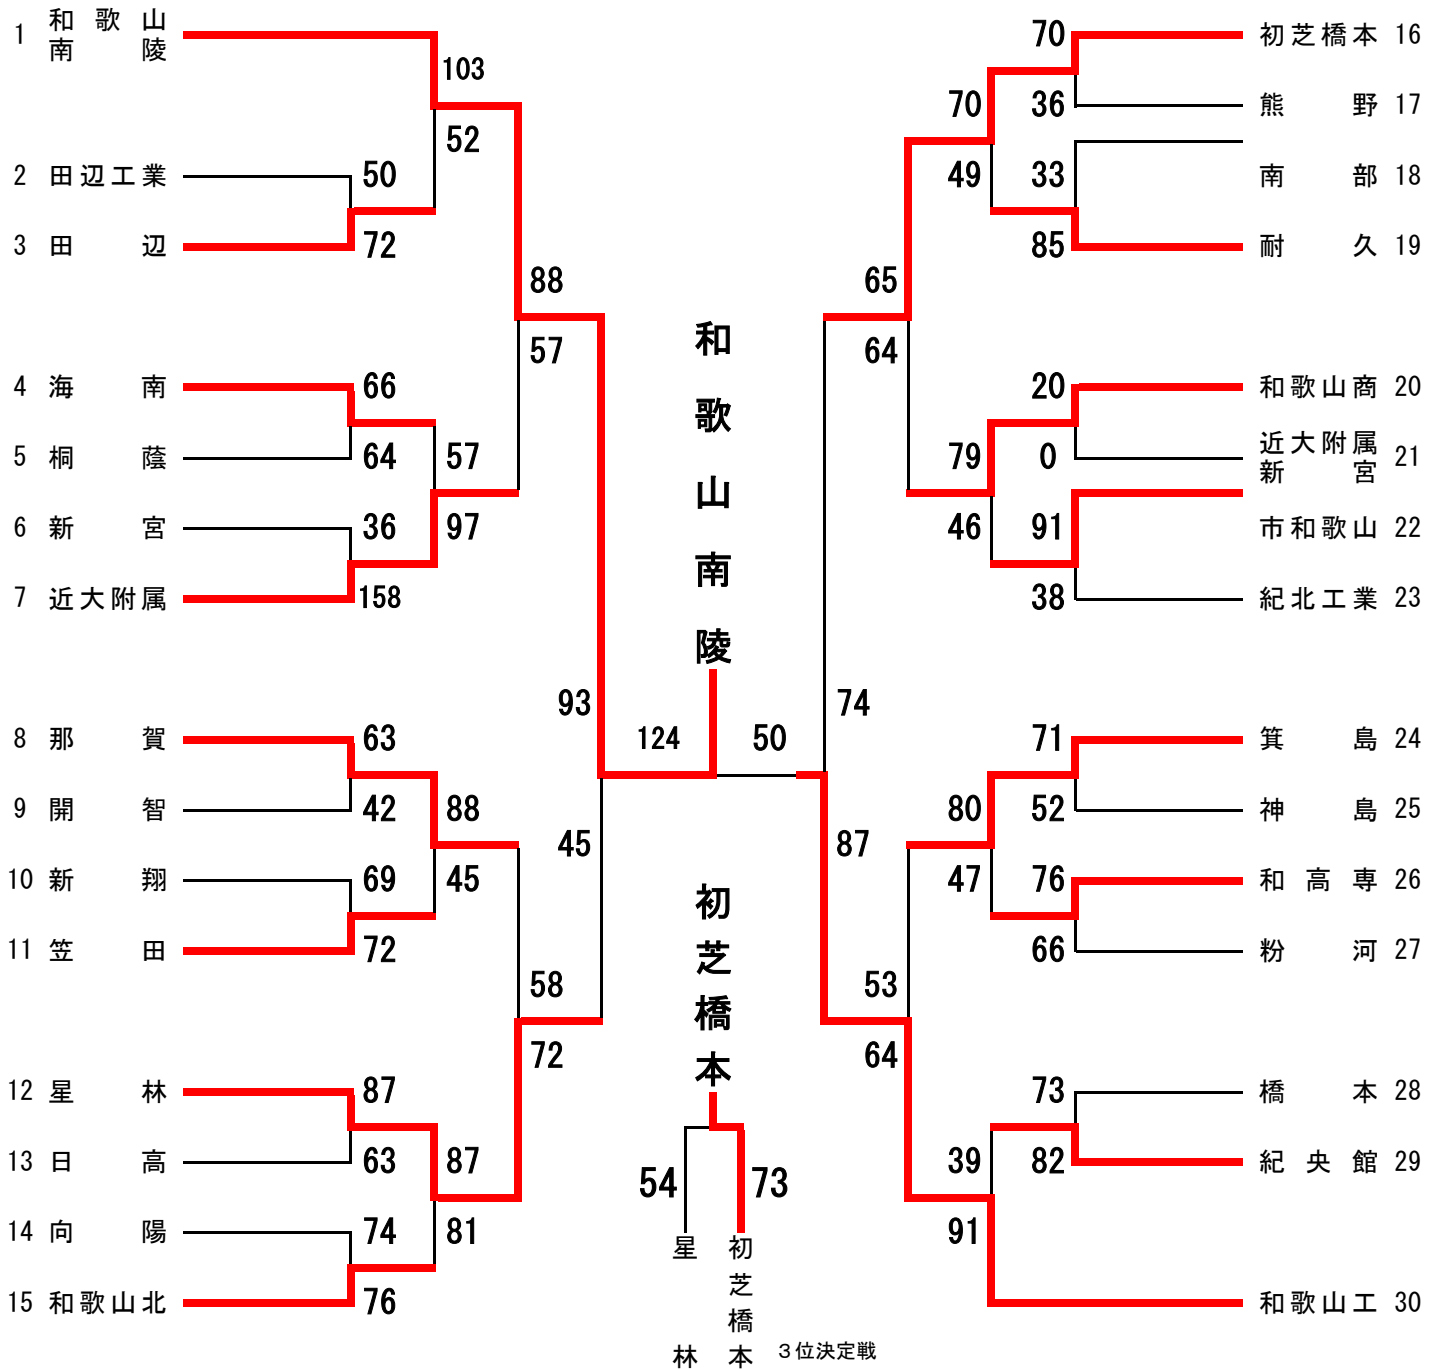 1 和歌山南陵
103
52
2 田辺工業
50
3 田辺
72
88
57
4 海南
66
5 桐蔭
64
57
6 新宮
36
97
7 近大附属
158
93
45
8 那賀
63
9 開智
42
88
10 新翔
69
45
11 笠田
72
58
72
12 星林
87
13 日高
63
87
14 向陽
74
81
15 和歌山北
76
和歌山南陵
124
50
初芝橋本
54
73
星林
初芝橋本
3位決定戦
70
初芝橋本 16
70
36
熊野 17
49
33
南部 18
85
耐久 19
65
64
20
和歌山商 20
79
0
近大附属新宮 21
46
91
市和歌山 22
38
紀北工業 23
74
87
71
箕島 24
80
52
神島 25
47
76
和高専 26
66
粉河 27
53
64
73
橋本 28
39
82
紀央館 29
91
和歌山工 30